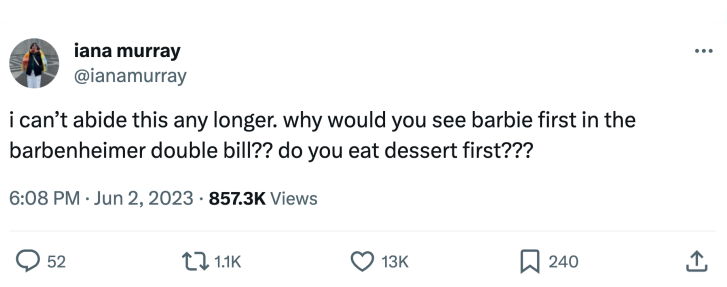 iana murray
@ianamurray
i can’t abide this any longer. why would you see barbie first in the
barbenheimer double bill?? do you eat dessert first???
6:08 PM · Jun 2, 2023 · 857.3K Views
52 1.1K 13K 240